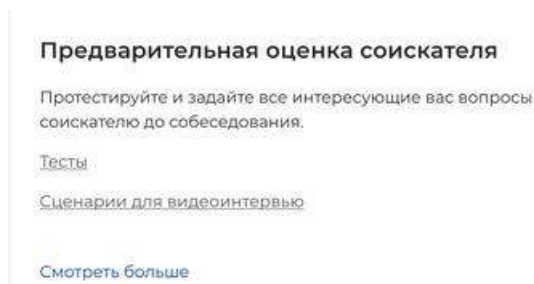 Предварительная оценка соискателя
Протестируйте и задайте все интересующие вас вопросы
соискателю до собеседования.
Тесты
Сценарии для видеоинтервью
Смотреть больше